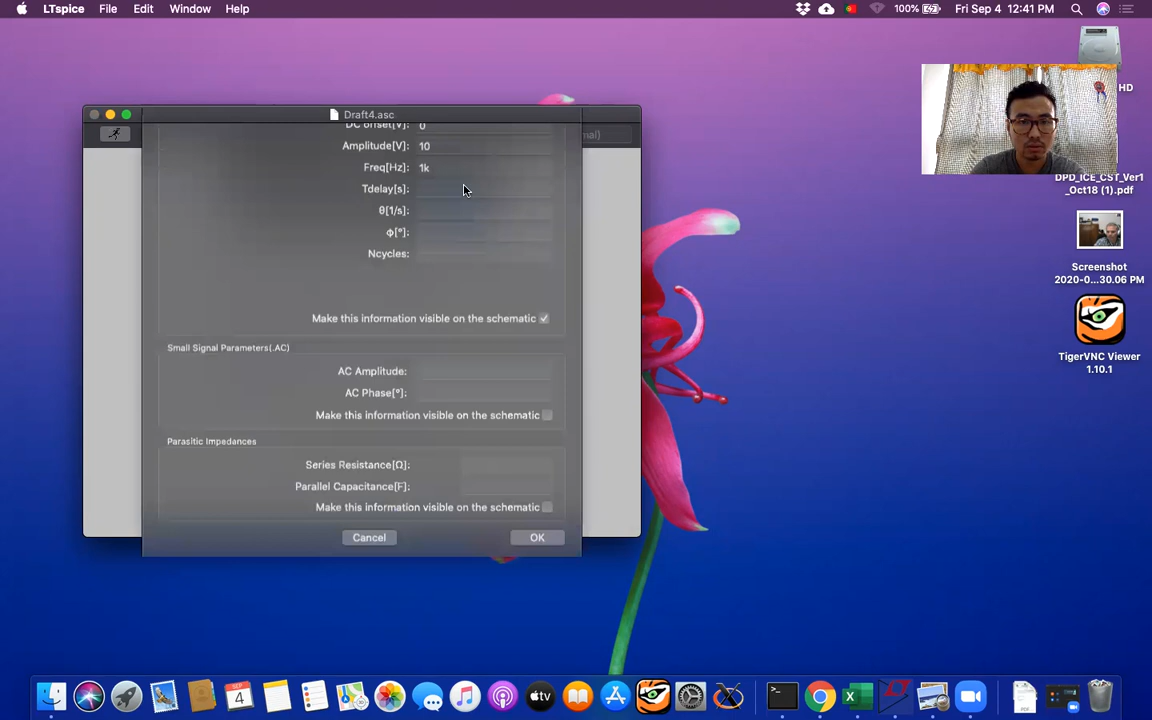 LTspice File Edit Window Help 100% Fri Sep 4 12:41 PM
Draft4.asc
HD
DC offset[V]: 0
Amplitude[V]: 10
Freq[Hz]: 1k
Tdelay[s]:
θ[1/s]:
φ[°]:
Ncycles:
Make this information visible on the schematic
Small Signal Parameters(.AC)
AC Amplitude:
AC Phase[°]:
Make this information visible on the schematic
Parasitic Impedances
Series Resistance[Ω]:
Parallel Capacitance[F]:
Make this information visible on the schematic
Cancel OK
DPD_ICE_CST_Ver1
_Oct18 (1).pdf
Screenshot
2020-0...30.06 PM
TigerVNC Viewer
1.10.1
SEP
4
tv